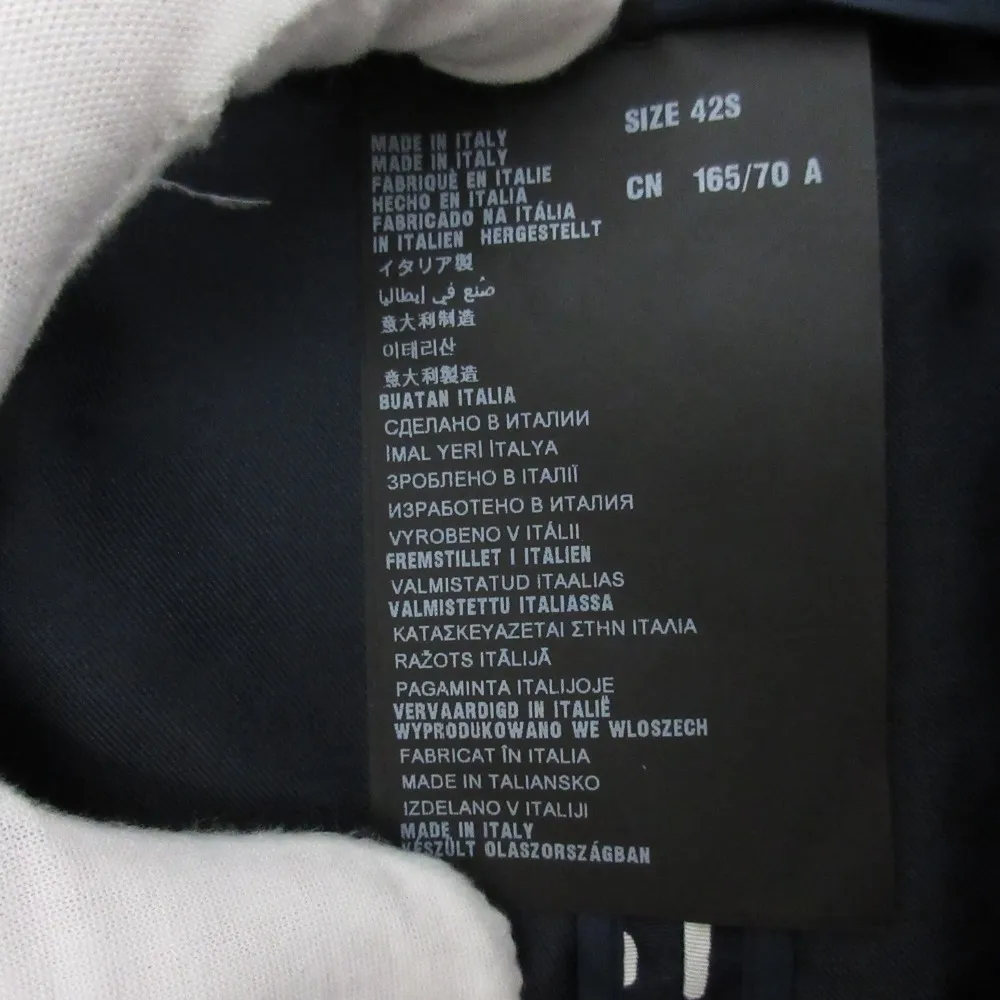 MADE IN ITALY
MADE IN ITALY
FABRIQUÈ EN ITALIE
HECHO EN ITALIA
FABRICADO NA ITÁLIA
IN ITALIEN HERGESTELLT
イタリア製
صُنع في إيطاليا
意大利制造
이태리산
意大利製造
BUATAN ITALIA
СДЕЛАНО В ИТАЛИИ
İMAL YERİ İTALYA
ЗРОБЛЕНО В ІТАЛІЇ
ИЗРАБОТЕНО В ИТАЛИЯ
VYROBENO V ITÁLII
FREMSTILLET I ITALIEN
VALMISTATUD ITAALIAS
VALMISTETTU ITALIASSA
ΚΑΤΑΣΚΕΥΑΖΕΤΑΙ ΣΤΗΝ ΙΤΑΛΙΑ
RAŽOTS ITĀLIJĀ
PAGAMINTA ITALIJOJE
VERVAARDIGD IN ITALIË
WYPRODUKOWANO WE WLOSZECH
FABRICAT ÎN ITALIA
MADE IN TALIANSKO
IZDELANO V ITALIJI
MADE IN ITALY
KÉSZÜLT OLASZORSZÁGBAN
SIZE 42S
CN 165/70 A